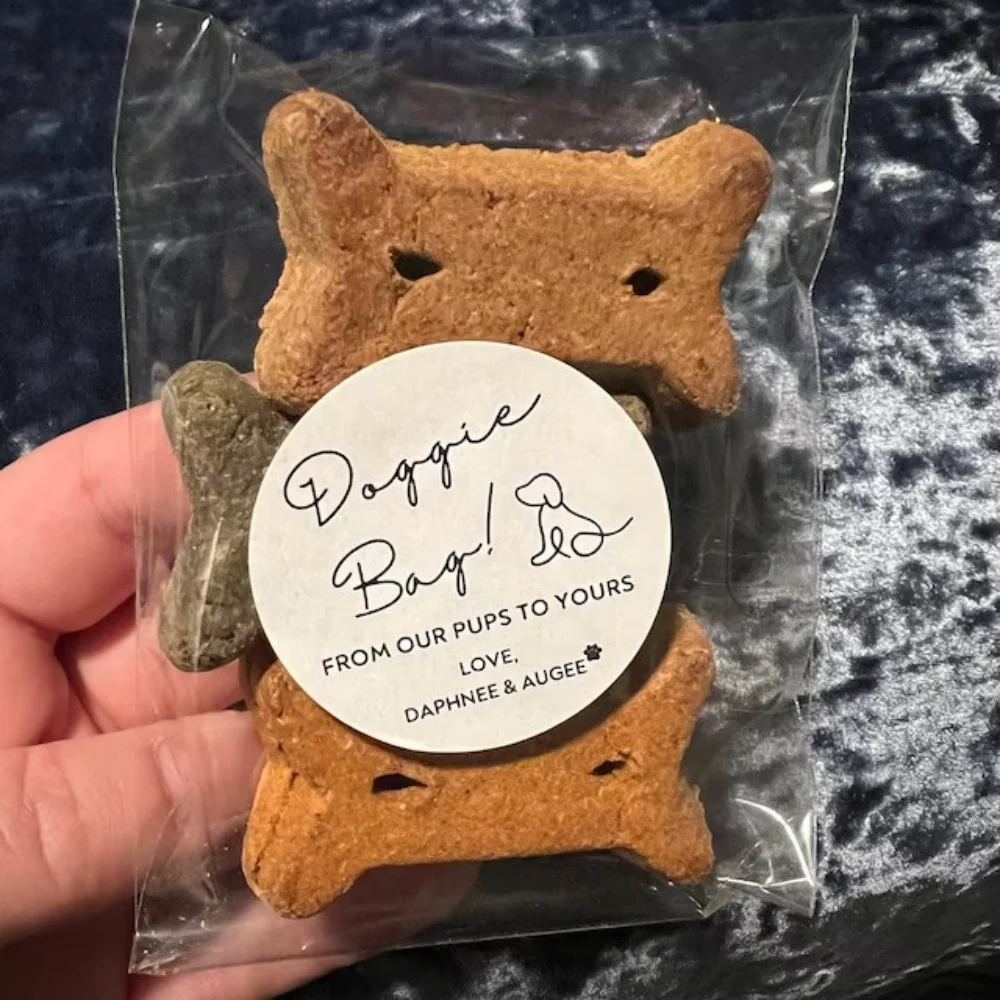 Doggie
Bag!
FROM OUR PUPS TO YOURS
LOVE,
DAPHNEE & AUGEE